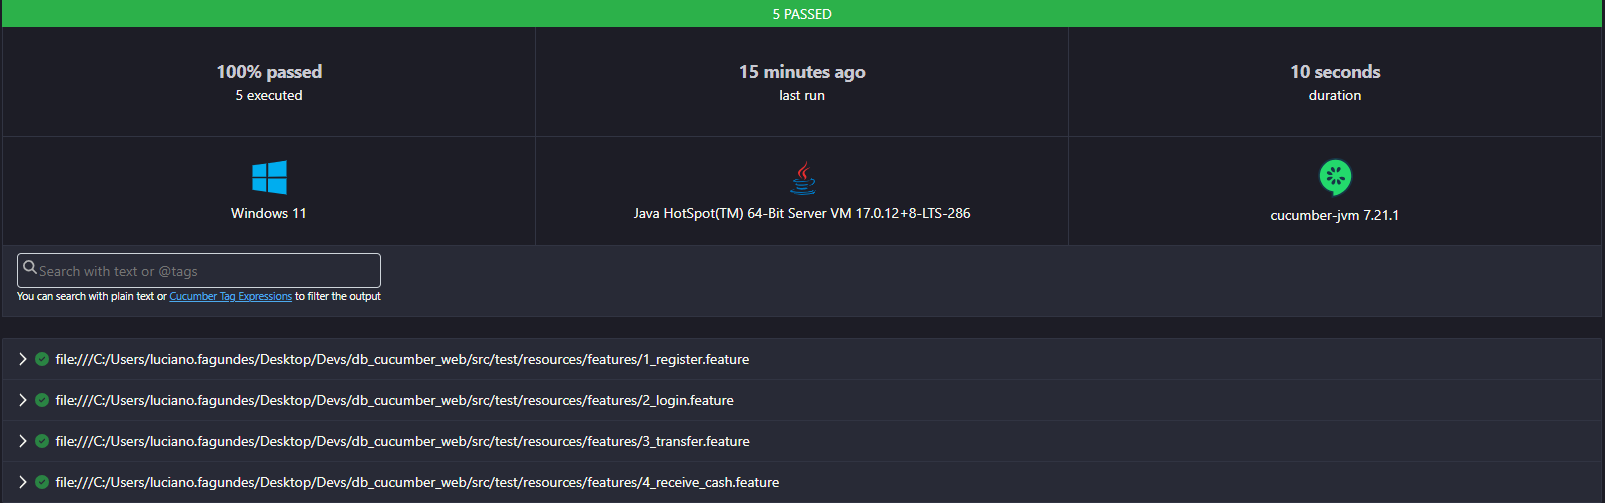 5 PASSED
100% passed
5 executed
15 minutes ago
last run
10 seconds
duration
Windows 11
Java HotSpot(TM) 64-Bit Server VM 17.0.12+8-LTS-286
cucumber-jvm 7.21.1
Search with text or @tags
You can search with plain text or Cucumber Tag Expressions to filter the output
file:///C:/Users/luciano.fagundes/Desktop/Devs/db_cucumber_web/src/test/resources/features/1_register.feature
file:///C:/Users/luciano.fagundes/Desktop/Devs/db_cucumber_web/src/test/resources/features/2_login.feature
file:///C:/Users/luciano.fagundes/Desktop/Devs/db_cucumber_web/src/test/resources/features/3_transfer.feature
file:///C:/Users/luciano.fagundes/Desktop/Devs/db_cucumber_web/src/test/resources/features/4_receive_cash.feature